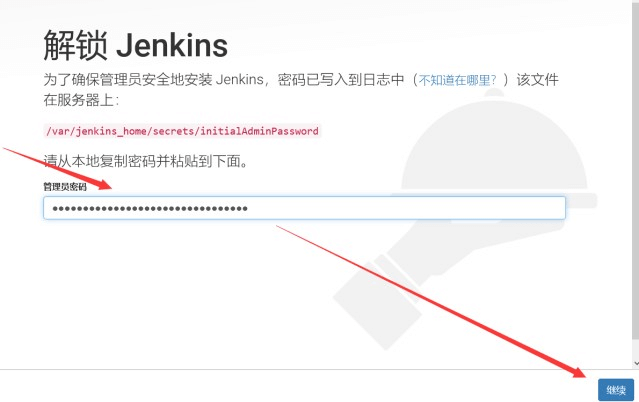 解锁 Jenkins
为了确保管理员安全地安装 Jenkins，密码已写入到日志中（不知道在哪里？）该文件
在服务器上：
/var/jenkins_home/secrets/initialAdminPassword
请从本地复制密码并粘贴到下面。
管理员密码
••••••••••••••••••••••••••••••••
继续